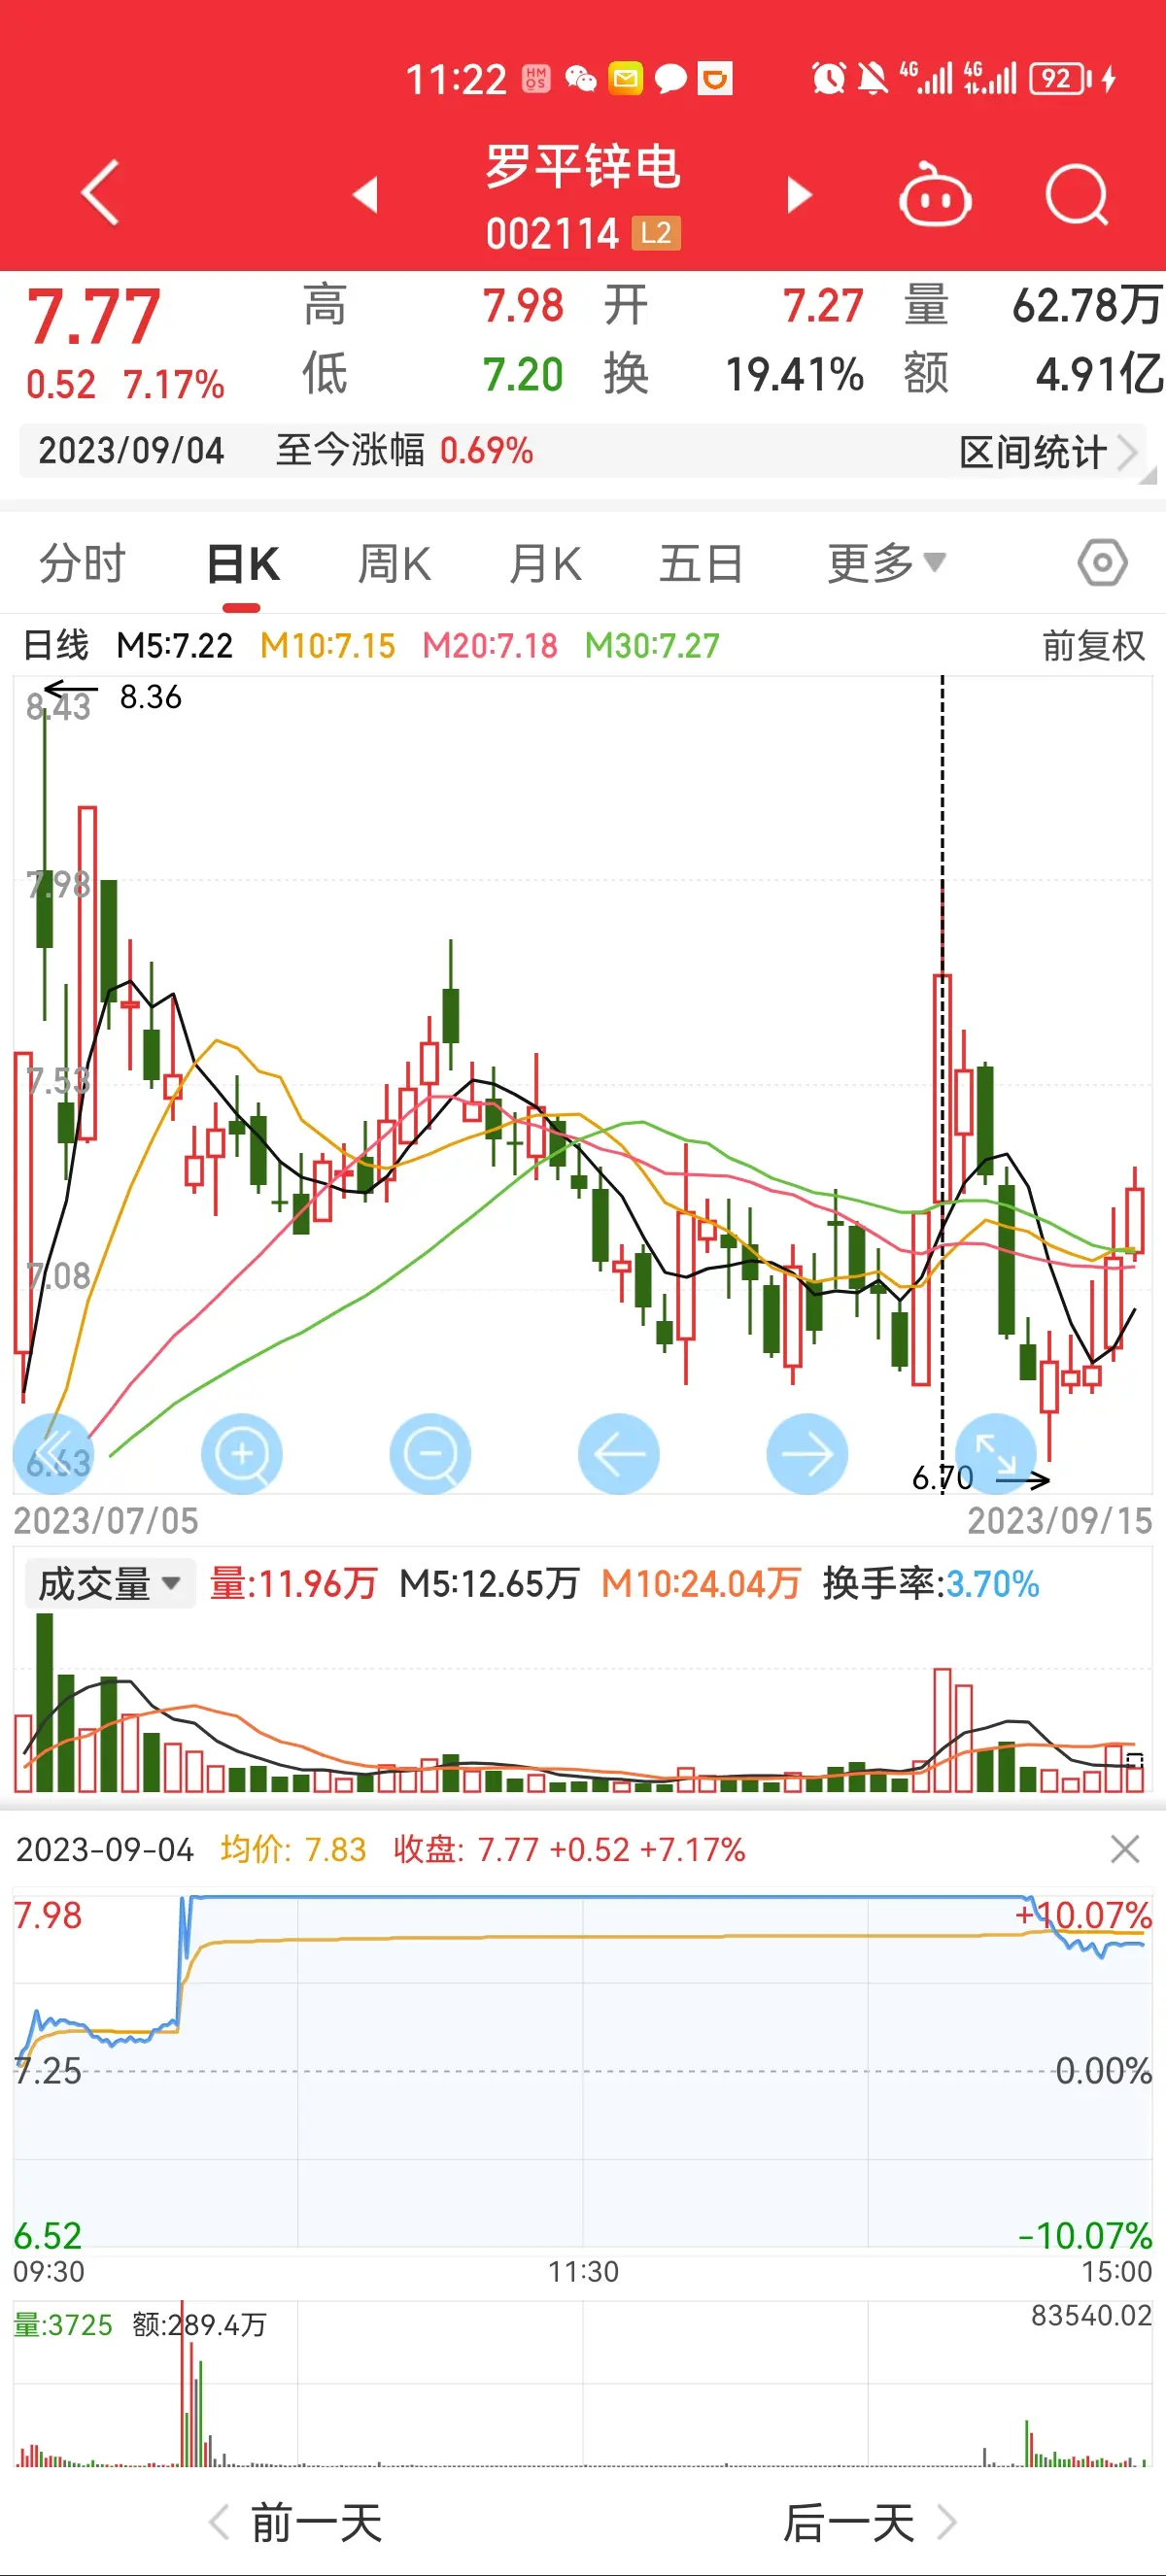 11:22 HM OS 4G 4G 92
罗平锌电
002114 L2
7.77 高 7.98 开 7.27 量 62.78万
0.52 7.17% 低 7.20 换 19.41% 额 4.91亿
2023/09/04 至今涨幅 0.69% 区间统计
分时 日K 周K 月K 五日 更多
日线 M5:7.22 M10:7.15 M20:7.18 M30:7.27 前复权
8.43 8.36
7.98
7.53
7.08
6.63 6.70
2023/07/05 2023/09/15
成交量 量:11.96万 M5:12.65万 M10:24.04万 换手率:3.70%
2023-09-04 均价: 7.83 收盘: 7.77 +0.52 +7.17%
7.98 +10.07%
7.25 0.00%
6.52 -10.07%
09:30 11:30 15:00
量:3725 额:289.4万 83540.02
前一天 后一天